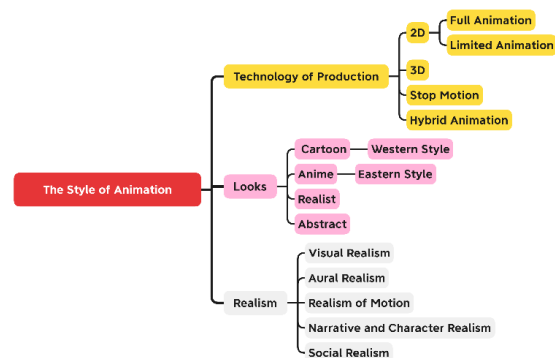 The Style of Animation
Technology of Production
2D
Full Animation
Limited Animation
3D
Stop Motion
Hybrid Animation
Looks
Cartoon
Western Style
Anime
Eastern Style
Realist
Abstract
Realism
Visual Realism
Aural Realism
Realism of Motion
Narrative and Character Realism
Social Realism